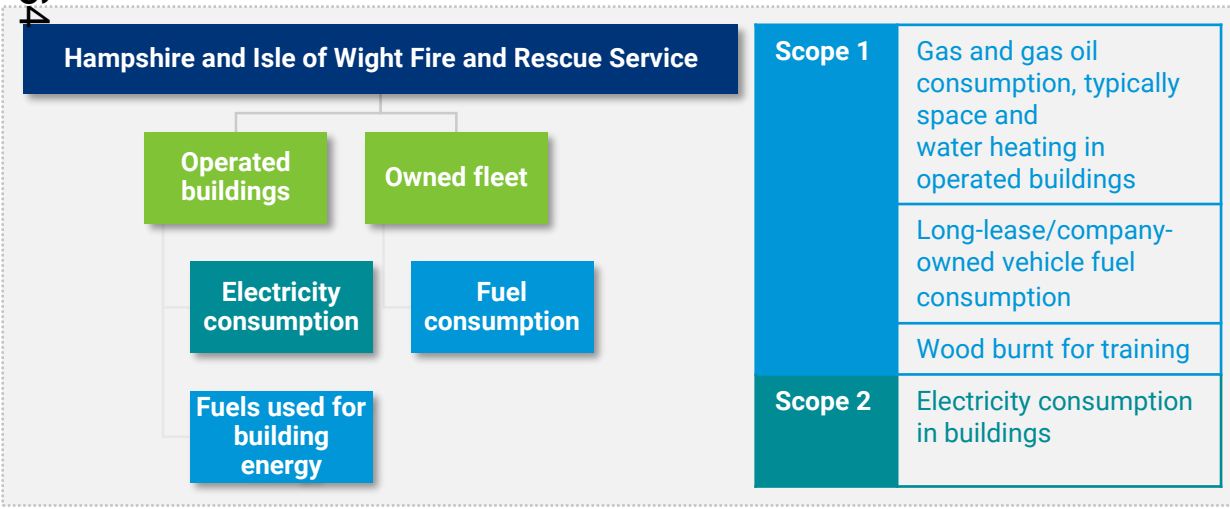 64
Hampshire and Isle of Wight Fire and Rescue Service
Operated
buildings
Owned fleet
Electricity
consumption
Fuel
consumption
Fuels used for
building
energy
Scope 1
Gas and gas oil
consumption, typically
space and
water heating in
operated buildings
Long-lease/company-
owned vehicle fuel
consumption
Wood burnt for training
Scope 2
Electricity consumption
in buildings